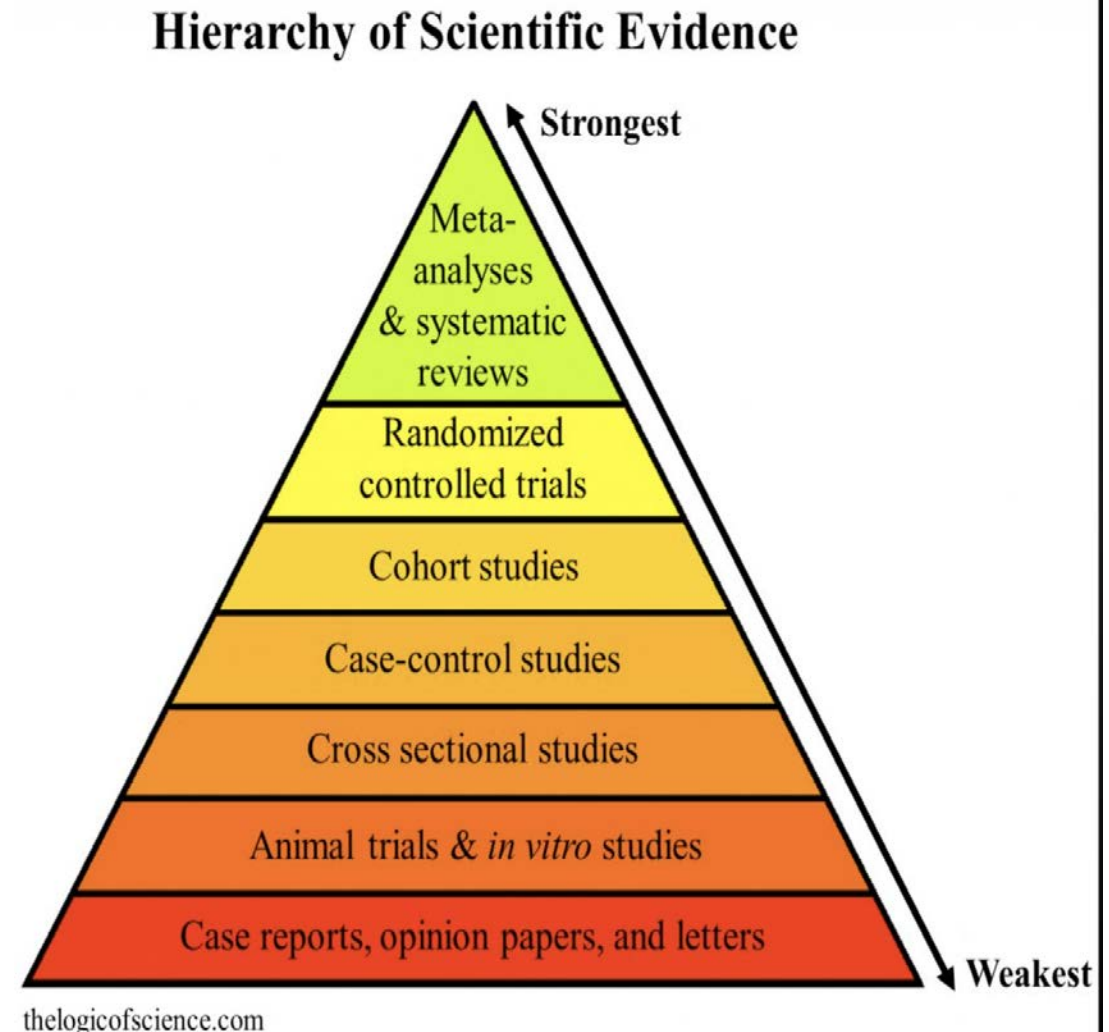 Hierarchy of Scientific Evidence
Strongest
Meta-
analyses
& systematic
reviews
Randomized
controlled trials
Cohort studies
Case-control studies
Cross sectional studies
Animal trials & in vitro studies
Case reports, opinion papers, and letters
Weakest
thelogicofscience.com